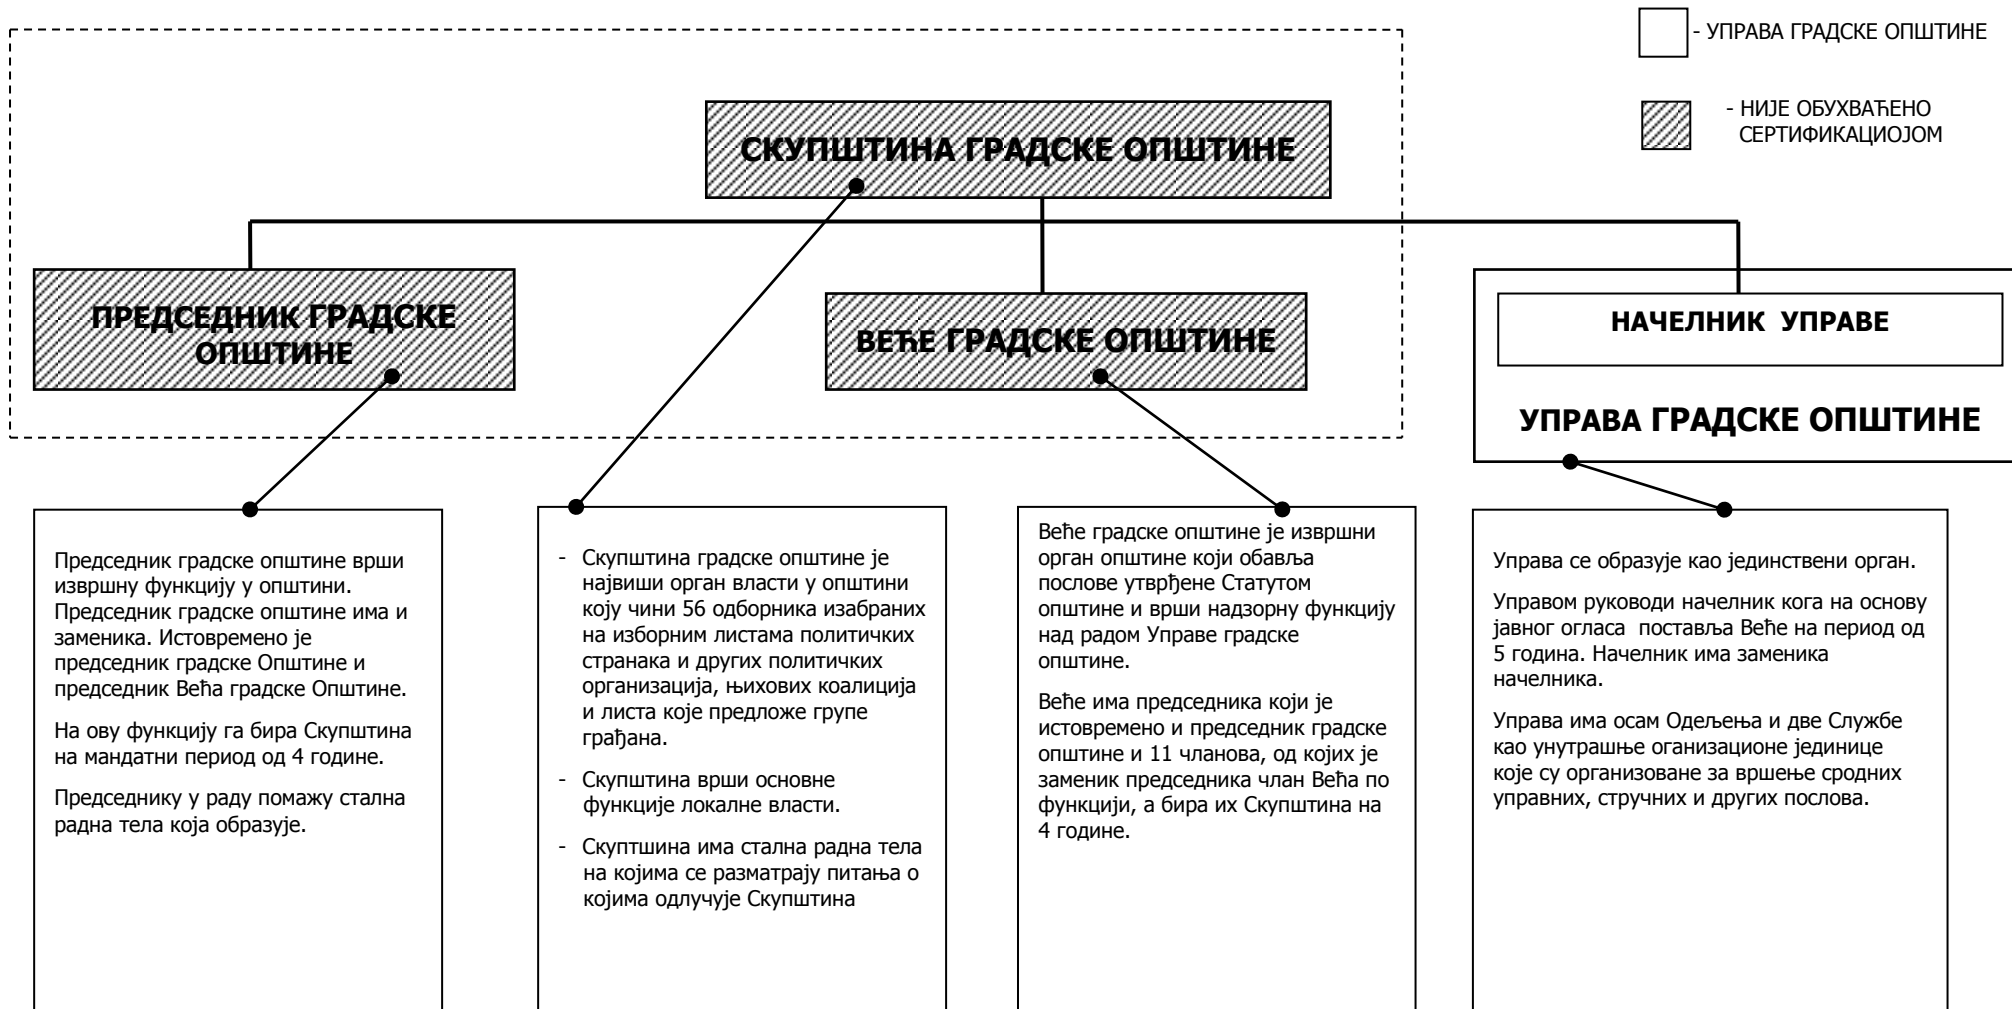 - УПРАВА ГРАДСКЕ ОПШТИНЕ
- НИЈЕ ОБУХВАЋЕНО
СЕРТИФИКАЦИОЈОМ
СКУПШТИНА ГРАДСКЕ ОПШТИНЕ
ПРЕДСЕДНИК ГРАДСКЕ
ОПШТИНЕ
ВЕЋЕ ГРАДСКЕ ОПШТИНЕ
НАЧЕЛНИК УПРАВЕ
УПРАВА ГРАДСКЕ ОПШТИНЕ
Председник градске општине врши
извршну функцију у општини.
Председник градске општине има и
заменика. Истовремено је
председник градске Општине и
председник Већа градске Општине.
На ову функцију га бира Скупштина
на мандатни период од 4 године.
Председнику у раду помажу стална
радна тела која образује.
- Скупштина градске општине је
највиши орган власти у општини
коју чини 56 одборника изабраних
на изборним листама политичких
странака и других политичких
организација, њихових коалиција
и листа које предложе групе
грађана.
- Скупштина врши основне
функције локалне власти.
- Скуптшина има стална радна тела
на којима се разматрају питања о
којима одлучује Скупштина
Веће градске општине је извршни
орган општине који обавља
послове утврђене Статутом
општине и врши надзорну функцију
над радом Управе градске
општине.
Веће има председника који је
истовремено и председник градске
општине и 11 чланова, од којих је
заменик председника члан Већа по
функцији, а бира их Скупштина на
4 године.
Управа се образује као јединствени орган.
Управом руководи начелник кога на основу
јавног огласа поставља Веће на период од
5 година. Начелник има заменика
начелника.
Управа има осам Одељења и две Службе
као унутрашње оганизационе јединице
које су организоване за вршење сродних
управних, стручних и других послова.